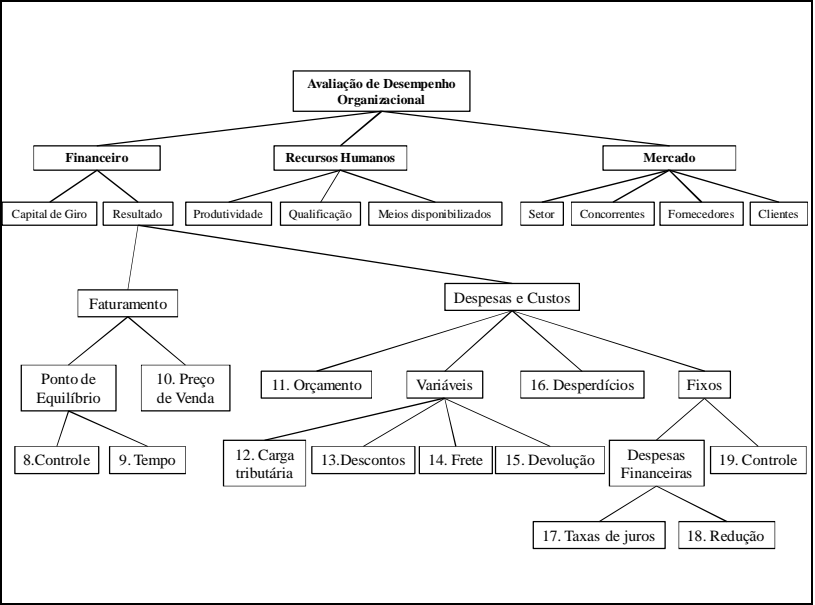 Avaliação de Desempenho
Organizacional
Financeiro
Recursos Humanos
Mercado
Capital de Giro
Resultado
Produtividade
Qualificação
Meios disponibilizados
Setor
Concorrentes
Fornecedores
Clientes
Faturamento
Despesas e Custos
Ponto de
Equilíbrio
10. Preço
de Venda
11. Orçamento
Variáveis
16. Desperdícios
Fixos
8.Controle
9. Tempo
12. Carga
tributária
13.Descontos
14. Frete
15. Devolução
Despesas
Financeiras
19. Controle
17. Taxas de juros
18. Redução